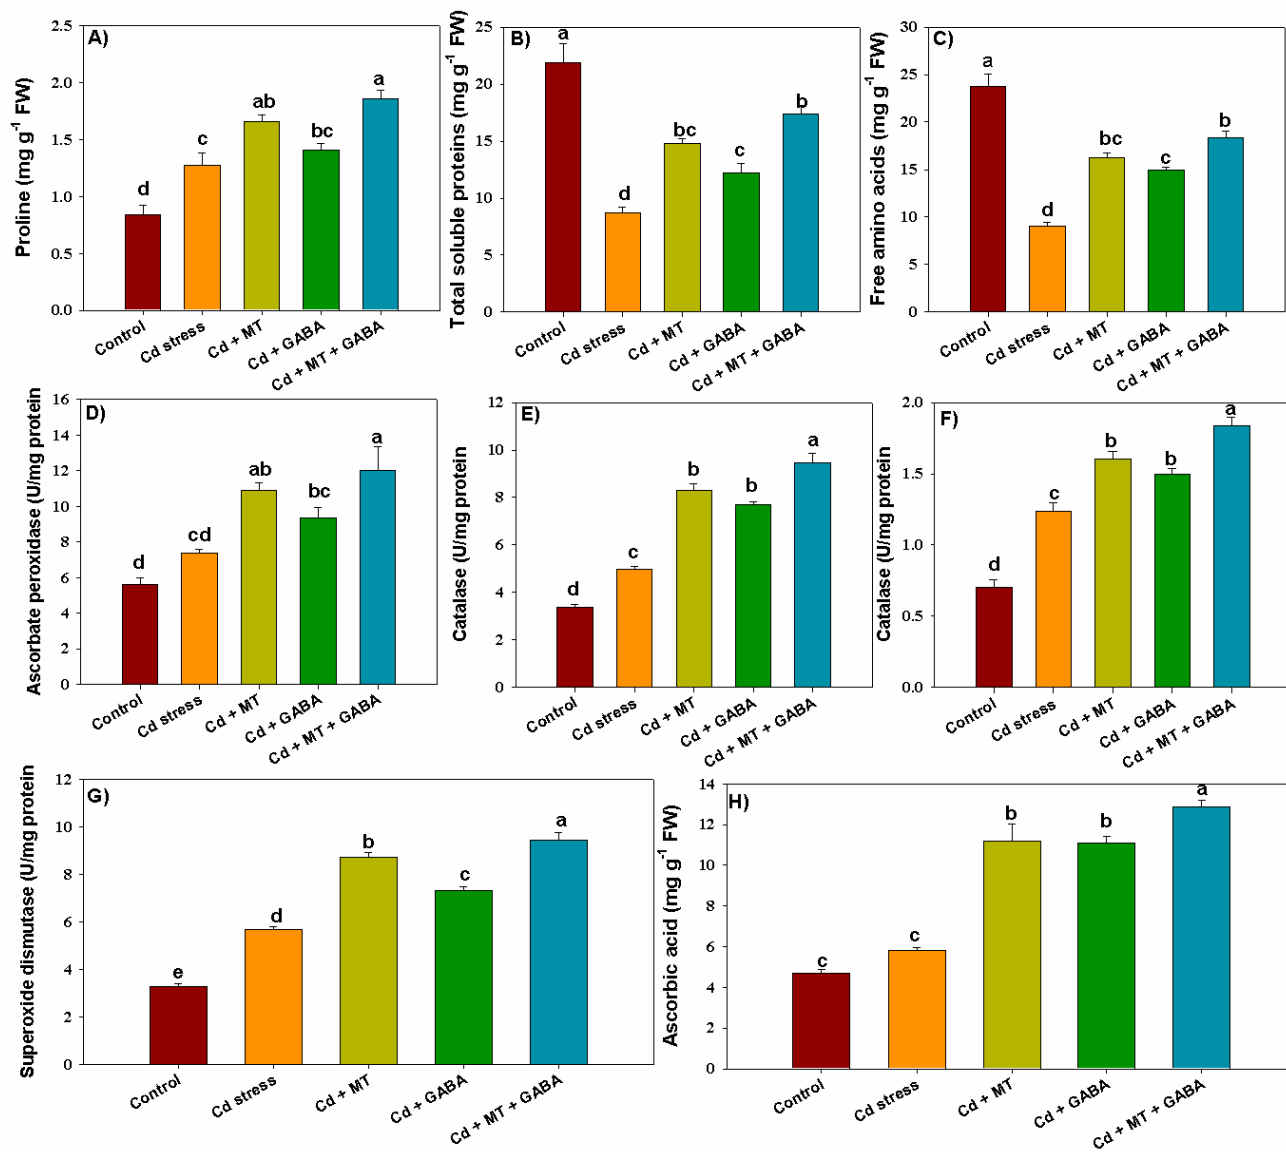 A)
Proline (mg g⁻¹ FW)
2.5
2.0
1.5
1.0
0.5
0.0
d
c
ab
bc
a
Control
Cd stress
Cd + MT
Cd + GABA
Cd + MT + GABA
B)
Total soluble proteins (mg g⁻¹ FW)
25
20
15
10
5
0
a
d
bc
c
b
Control
Cd stress
Cd + MT
Cd + GABA
Cd + MT + GABA
C)
Free amino acids (mg g⁻¹ FW)
30
25
20
15
10
5
0
a
d
bc
c
b
Control
Cd stress
Cd + MT
Cd + GABA
Cd + MT + GABA
D)
Ascorbate peroxidase (U/mg protein
16
14
12
10
8
6
4
2
0
d
cd
ab
bc
a
Control
Cd stress
Cd + MT
Cd + GABA
Cd + MT + GABA
E)
Catalase (U/mg protein)
12
10
8
6
4
2
0
d
c
b
b
a
Control
Cd stress
Cd + MT
Cd + GABA
Cd + MT + GABA
F)
Catalase (U/mg protein)
2.0
1.5
1.0
0.5
0.0
d
c
b
b
a
Control
Cd stress
Cd + MT
Cd + GABA
Cd + MT + GABA
G)
Superoxide dismutase (U/mg protein
12
10
8
6
4
2
0
e
d
b
c
a
Control
Cd stress
Cd + MT
Cd + GABA
Cd + MT + GABA
H)
Ascorbic acid (mg g⁻¹ FW)
14
12
10
8
6
4
2
0
c
c
b
b
a
Control
Cd stress
Cd + MT
Cd + GABA
Cd + MT + GABA